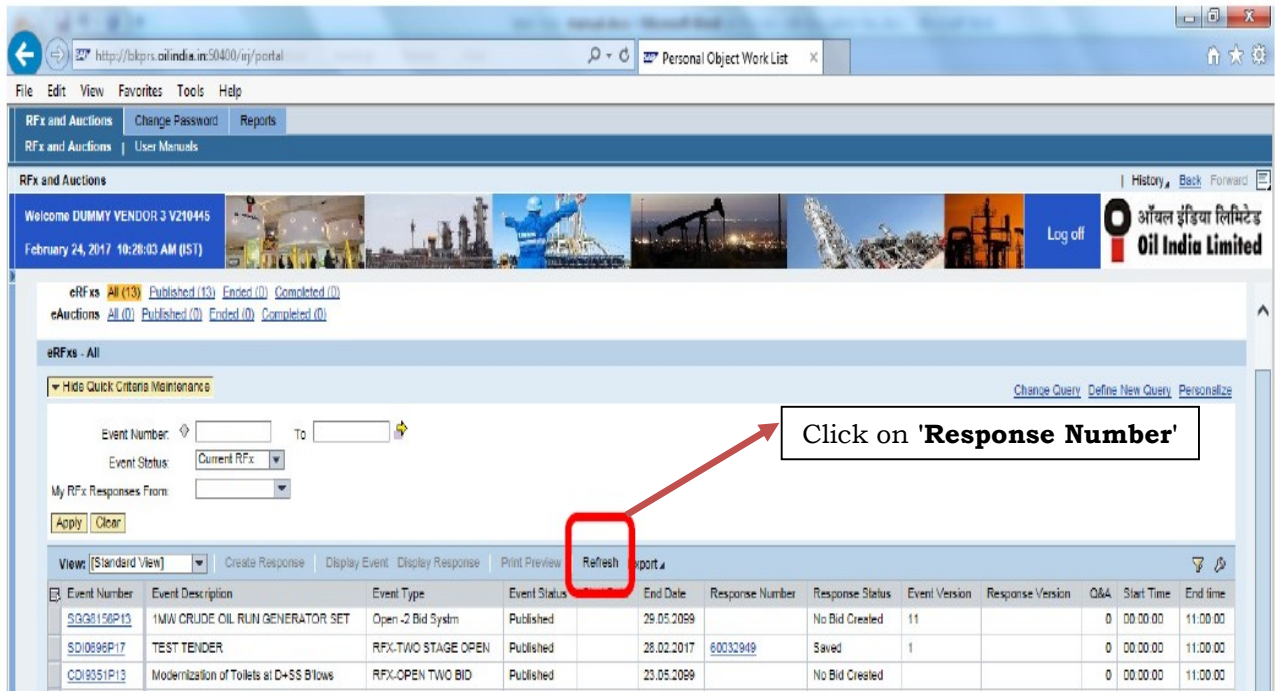 http://bkprs.oilindia.in:50400/irj/portal
Personal Object Work List
File Edit View Favorites Tools Help
RFx and Auctions Change Password Reports
RFx and Auctions | User Manuals
RFx and Auctions | History Back Forward
Welcome DUMMY VENDOR 3 V210445
February 24, 2017 10:28:03 AM (IST)
Log off
ऑयल इंडिया लिमिटेड
Oil India Limited
eRFxs All (13) Published (13) Ended (0) Completed (0)
eAuctions All (0) Published (0) Ended (0) Completed (0)
eRFxs - All
Hide Quick Criteria Maintenance Change Query Define New Query Personalize
Event Number: To
Event Status: Current RFx
My RFx Responses From:
Apply Clear
Click on 'Response Number'
View: [Standard View] Create Response Display Event Display Response Print Preview Refresh Export
Event Number Event Description Event Type Event Status End Date Response Number Response Status Event Version Response Version Q&A Start Time End time
SGG6156P13 1MW CRUDE OIL RUN GENERATOR SET Open -2 Bid Systm Published 29.05.2099 No Bid Created 11 0 00:00:00 11:00:00
SDI0696P17 TEST TENDER RFX-TWO STAGE OPEN Published 28.02.2017 60032949 Saved 1 0 00:00:00 11:00:00
CDI9351P13 Modernization of Toilets at D+SS B'lows RFX-OPEN TWO BID Published 23.05.2099 No Bid Created 0 00:00:00 11:00:00